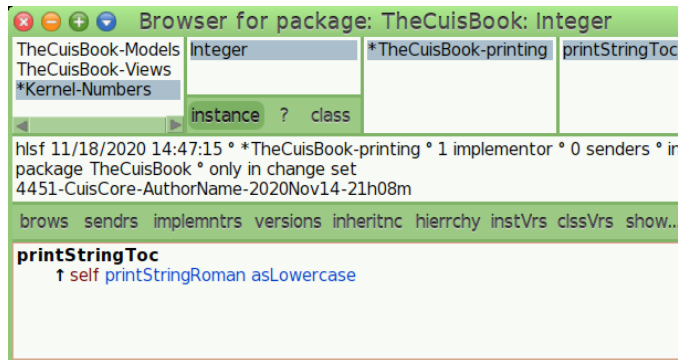 Browser for package: TheCuisBook: Integer
TheCuisBook-Models
TheCuisBook-Views
*Kernel-Numbers
Integer
instance ? class
*TheCuisBook-printing
printStringToc
hlsf 11/18/2020 14:47:15 ° *TheCuisBook-printing ° 1 implementor ° 0 senders ° in
package TheCuisBook ° only in change set
4451-CuisCore-AuthorName-2020Nov14-21h08m
brows sendrs implemntrs versions inheritnc hierrchy instVrs clssVrs show...
printStringToc
↑ self printStringRoman asLowercase